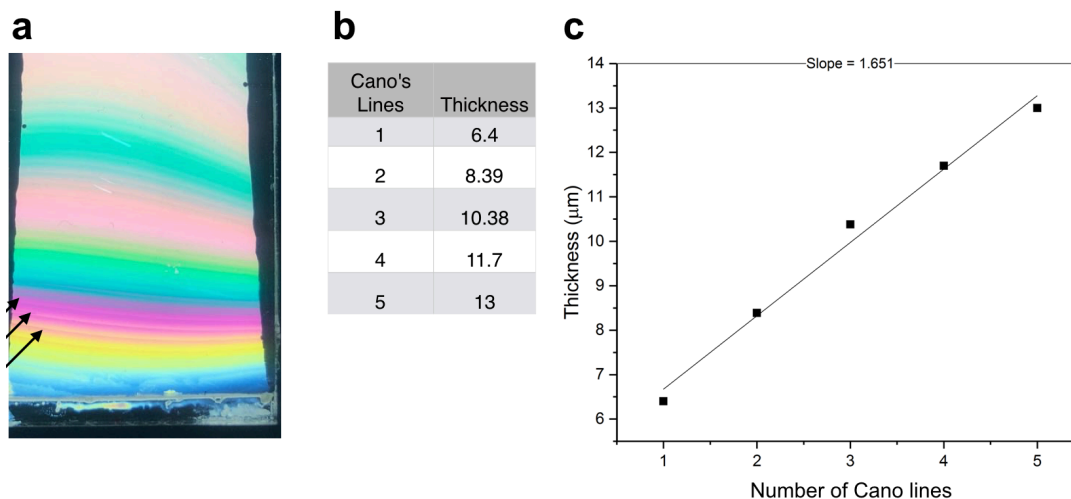 a
b
c
Cano's Lines Thickness
1 6.4
2 8.39
3 10.38
4 11.7
5 13
Slope = 1.651
14
13
12
11
10
9
8
7
6
Thickness (μm)
1 2 3 4 5
Number of Cano lines